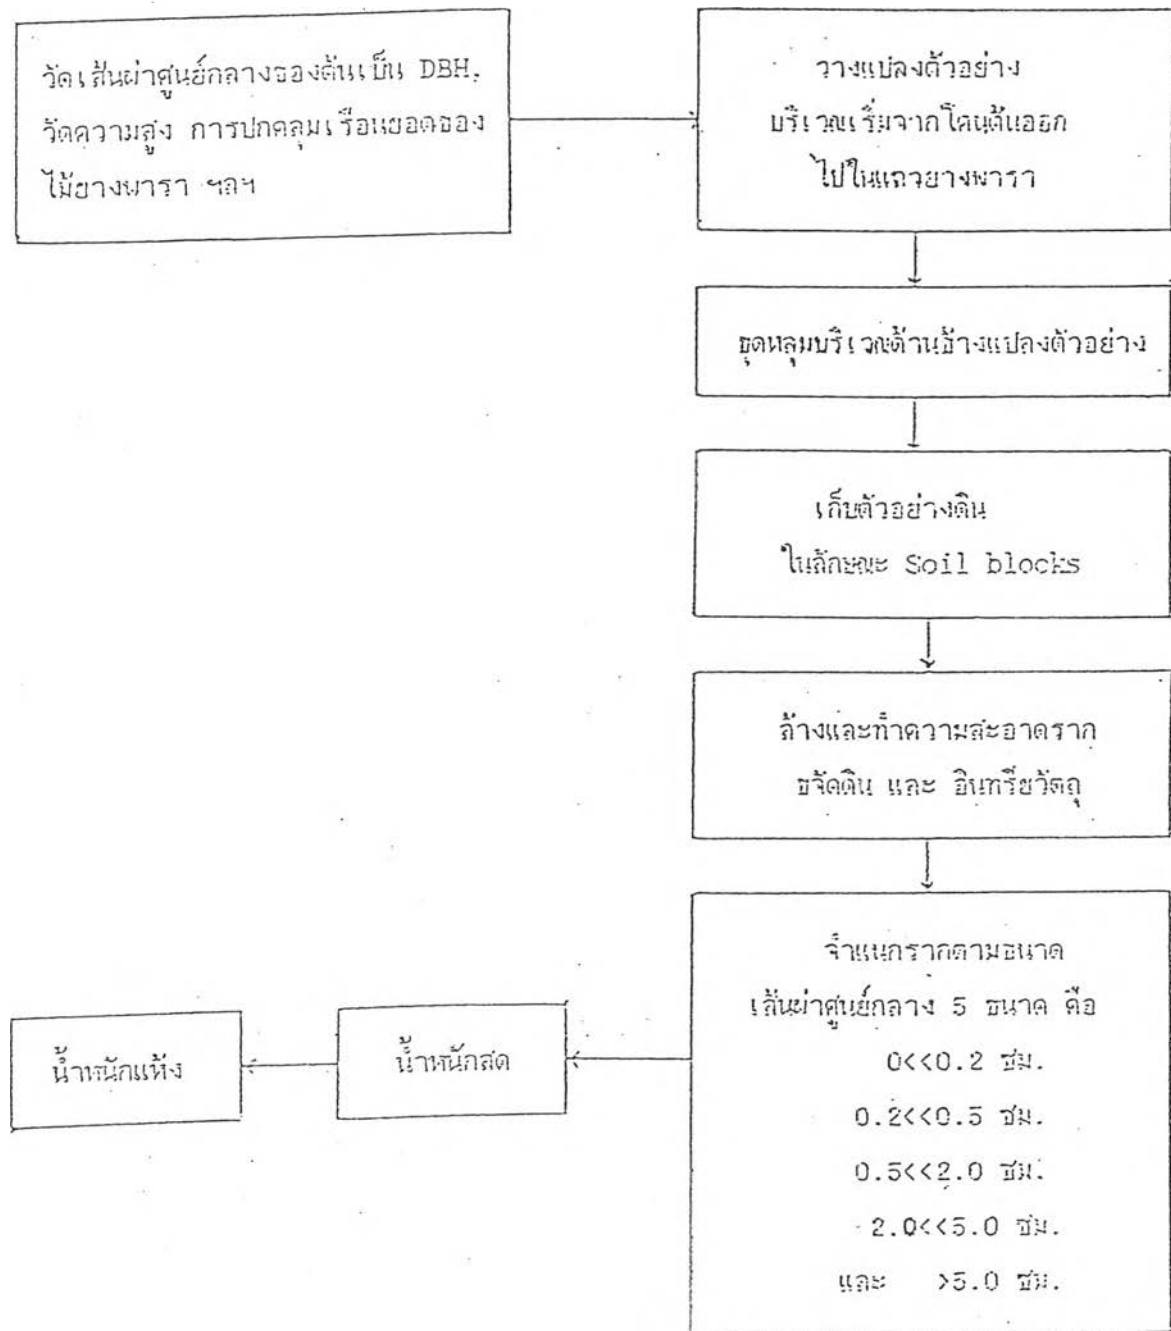 วัดเส้นผ่าศูนย์กลางของต้นเป็น DBH,
วัดความสูง การปกคลุมเรือนยอดของ
ไม้ยางพารา ฯลฯ
วางแปลงตัวอย่าง
บริเวณเริ่มจากโคนต้นออก
ไปในแถวยางพารา
ขุดหลุมบริเวณด้านข้างแปลงตัวอย่าง
เก็บตัวอย่างดิน
ในลักษณะ Soil blocks
ล้างและทำความสะอาดราก
ขจัดดิน และ อินทรียวัตถุ
จำแนกรากตามขนาด
เส้นผ่าศูนย์กลาง 5 ขนาด คือ
0<<0.2 ซม.
0.2<<0.5 ซม.
0.5<<2.0 ซม.
2.0<<5.0 ซม.
และ >5.0 ซม.
น้ำหนักสด
น้ำหนักแห้ง